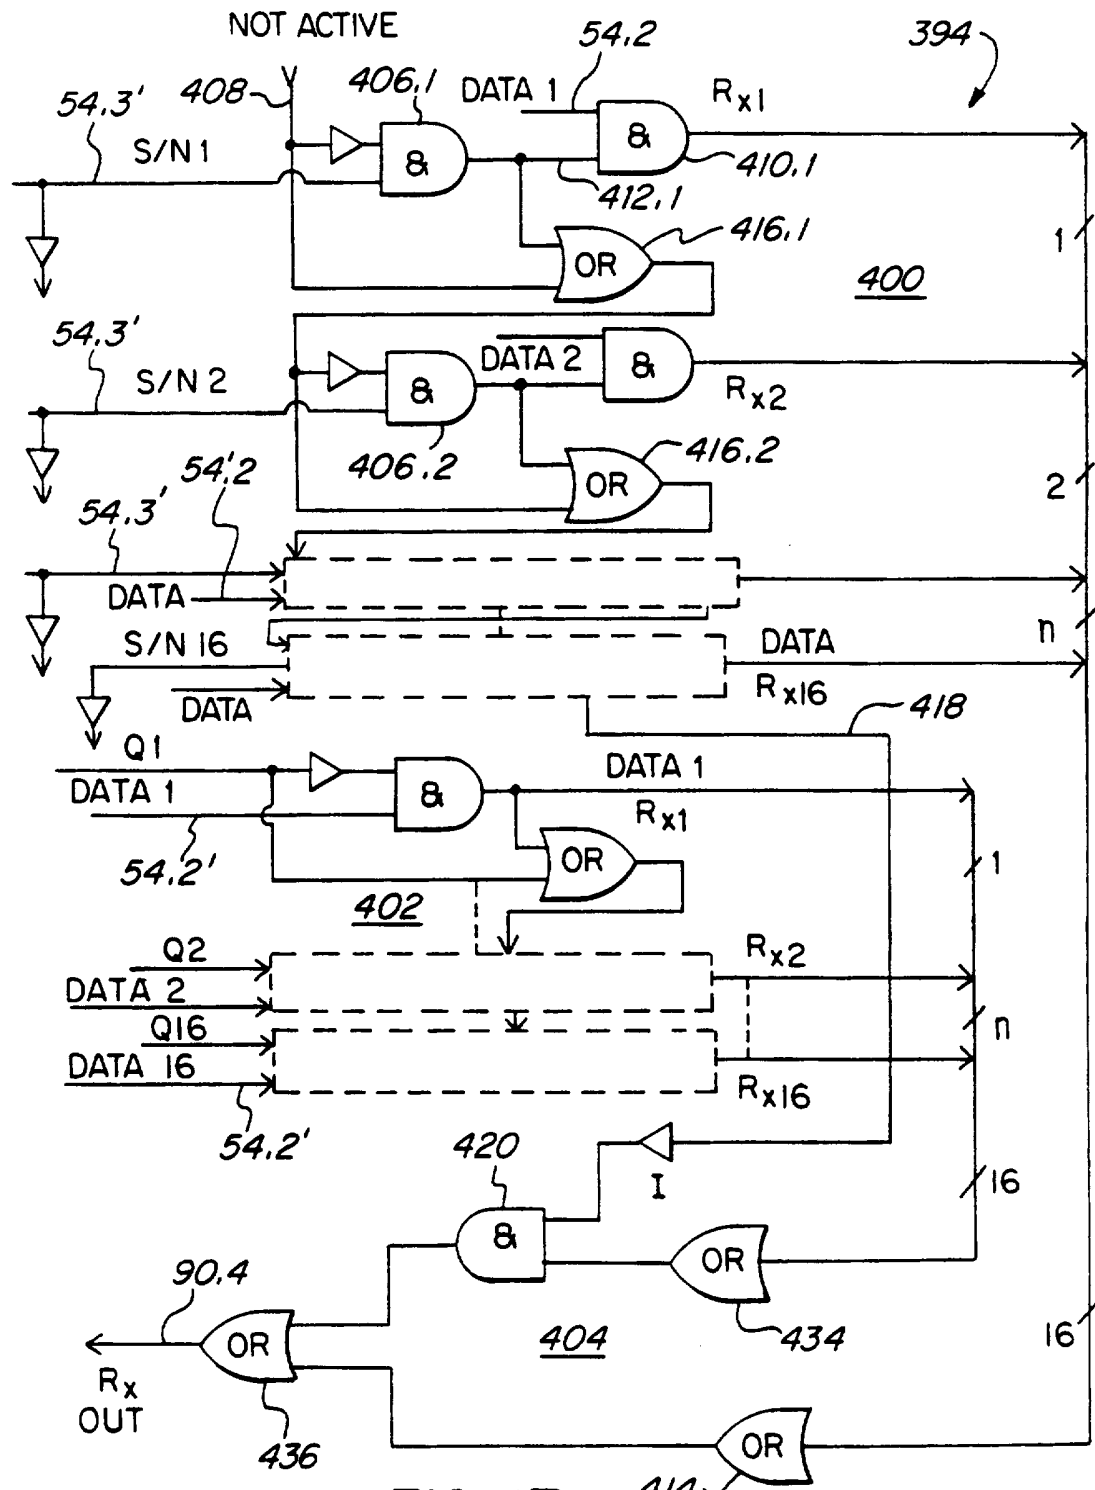 NOT ACTIVE
54.2
394
408
406.1
DATA 1
Rx1
54.3'
S/N 1
&
&
410.1
412.1
416.1
OR
1
400
54.3'
S/N 2
DATA 2
&
&
Rx2
406.2
416.2
OR
2
54'.2
54.3'
DATA
n
S/N 16
DATA
Rx16
DATA
418
Q1
DATA 1
&
DATA 1
Rx1
54.2'
OR
1
402
Q2
Rx2
DATA 2
n
Q16
DATA 16
Rx16
54.2'
420
I
16
&
OR
90.4
OR
434
404
16
Rx
OUT
436
OR